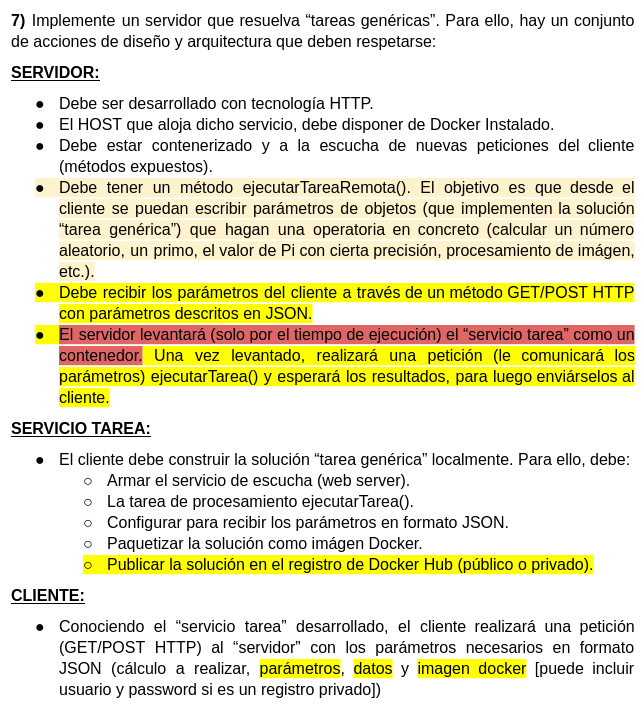 7) Implemente un servidor que resuelva “tareas genéricas”. Para ello, hay un conjunto
de acciones de diseño y arquitectura que deben respetarse:
SERVIDOR:
● Debe ser desarrollado con tecnología HTTP.
● El HOST que aloja dicho servicio, debe disponer de Docker Instalado.
● Debe estar contenerizado y a la escucha de nuevas peticiones del cliente
(métodos expuestos).
● Debe tener un método ejecutarTareaRemota(). El objetivo es que desde el
cliente se puedan escribir parámetros de objetos (que implementen la solución
“tarea genérica”) que hagan una operatoria en concreto (calcular un número
aleatorio, un primo, el valor de Pi con cierta precisión, procesamiento de imágen,
etc.).
● Debe recibir los parámetros del cliente a través de un método GET/POST HTTP
con parámetros descritos en JSON.
● El servidor levantará (solo por el tiempo de ejecución) el “servicio tarea” como un
contenedor. Una vez levantado, realizará una petición (le comunicará los
parámetros) ejecutarTarea() y esperará los resultados, para luego enviárselos al
cliente.
SERVICIO TAREA:
● El cliente debe construir la solución “tarea genérica” localmente. Para ello, debe:
○ Armar el servicio de escucha (web server).
○ La tarea de procesamiento ejecutarTarea().
○ Configurar para recibir los parámetros en formato JSON.
○ Paquetizar la solución como imágen Docker.
○ Publicar la solución en el registro de Docker Hub (público o privado).
CLIENTE:
● Conociendo el “servicio tarea” desarrollado, el cliente realizará una petición
(GET/POST HTTP) al “servidor” con los parámetros necesarios en formato
JSON (cálculo a realizar, parámetros, datos y imagen docker [puede incluir
usuario y password si es un registro privado])